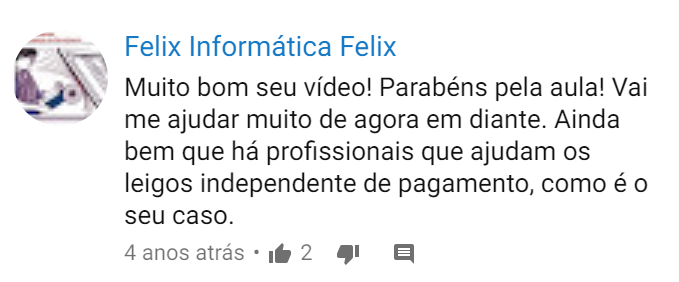 Felix Informática Felix
Muito bom seu vídeo! Parabéns pela aula! Vai
me ajudar muito de agora em diante. Ainda
bem que há profissionais que ajudam os
leigos independente de pagamento, como é o
seu caso.
4 anos atrás • 2